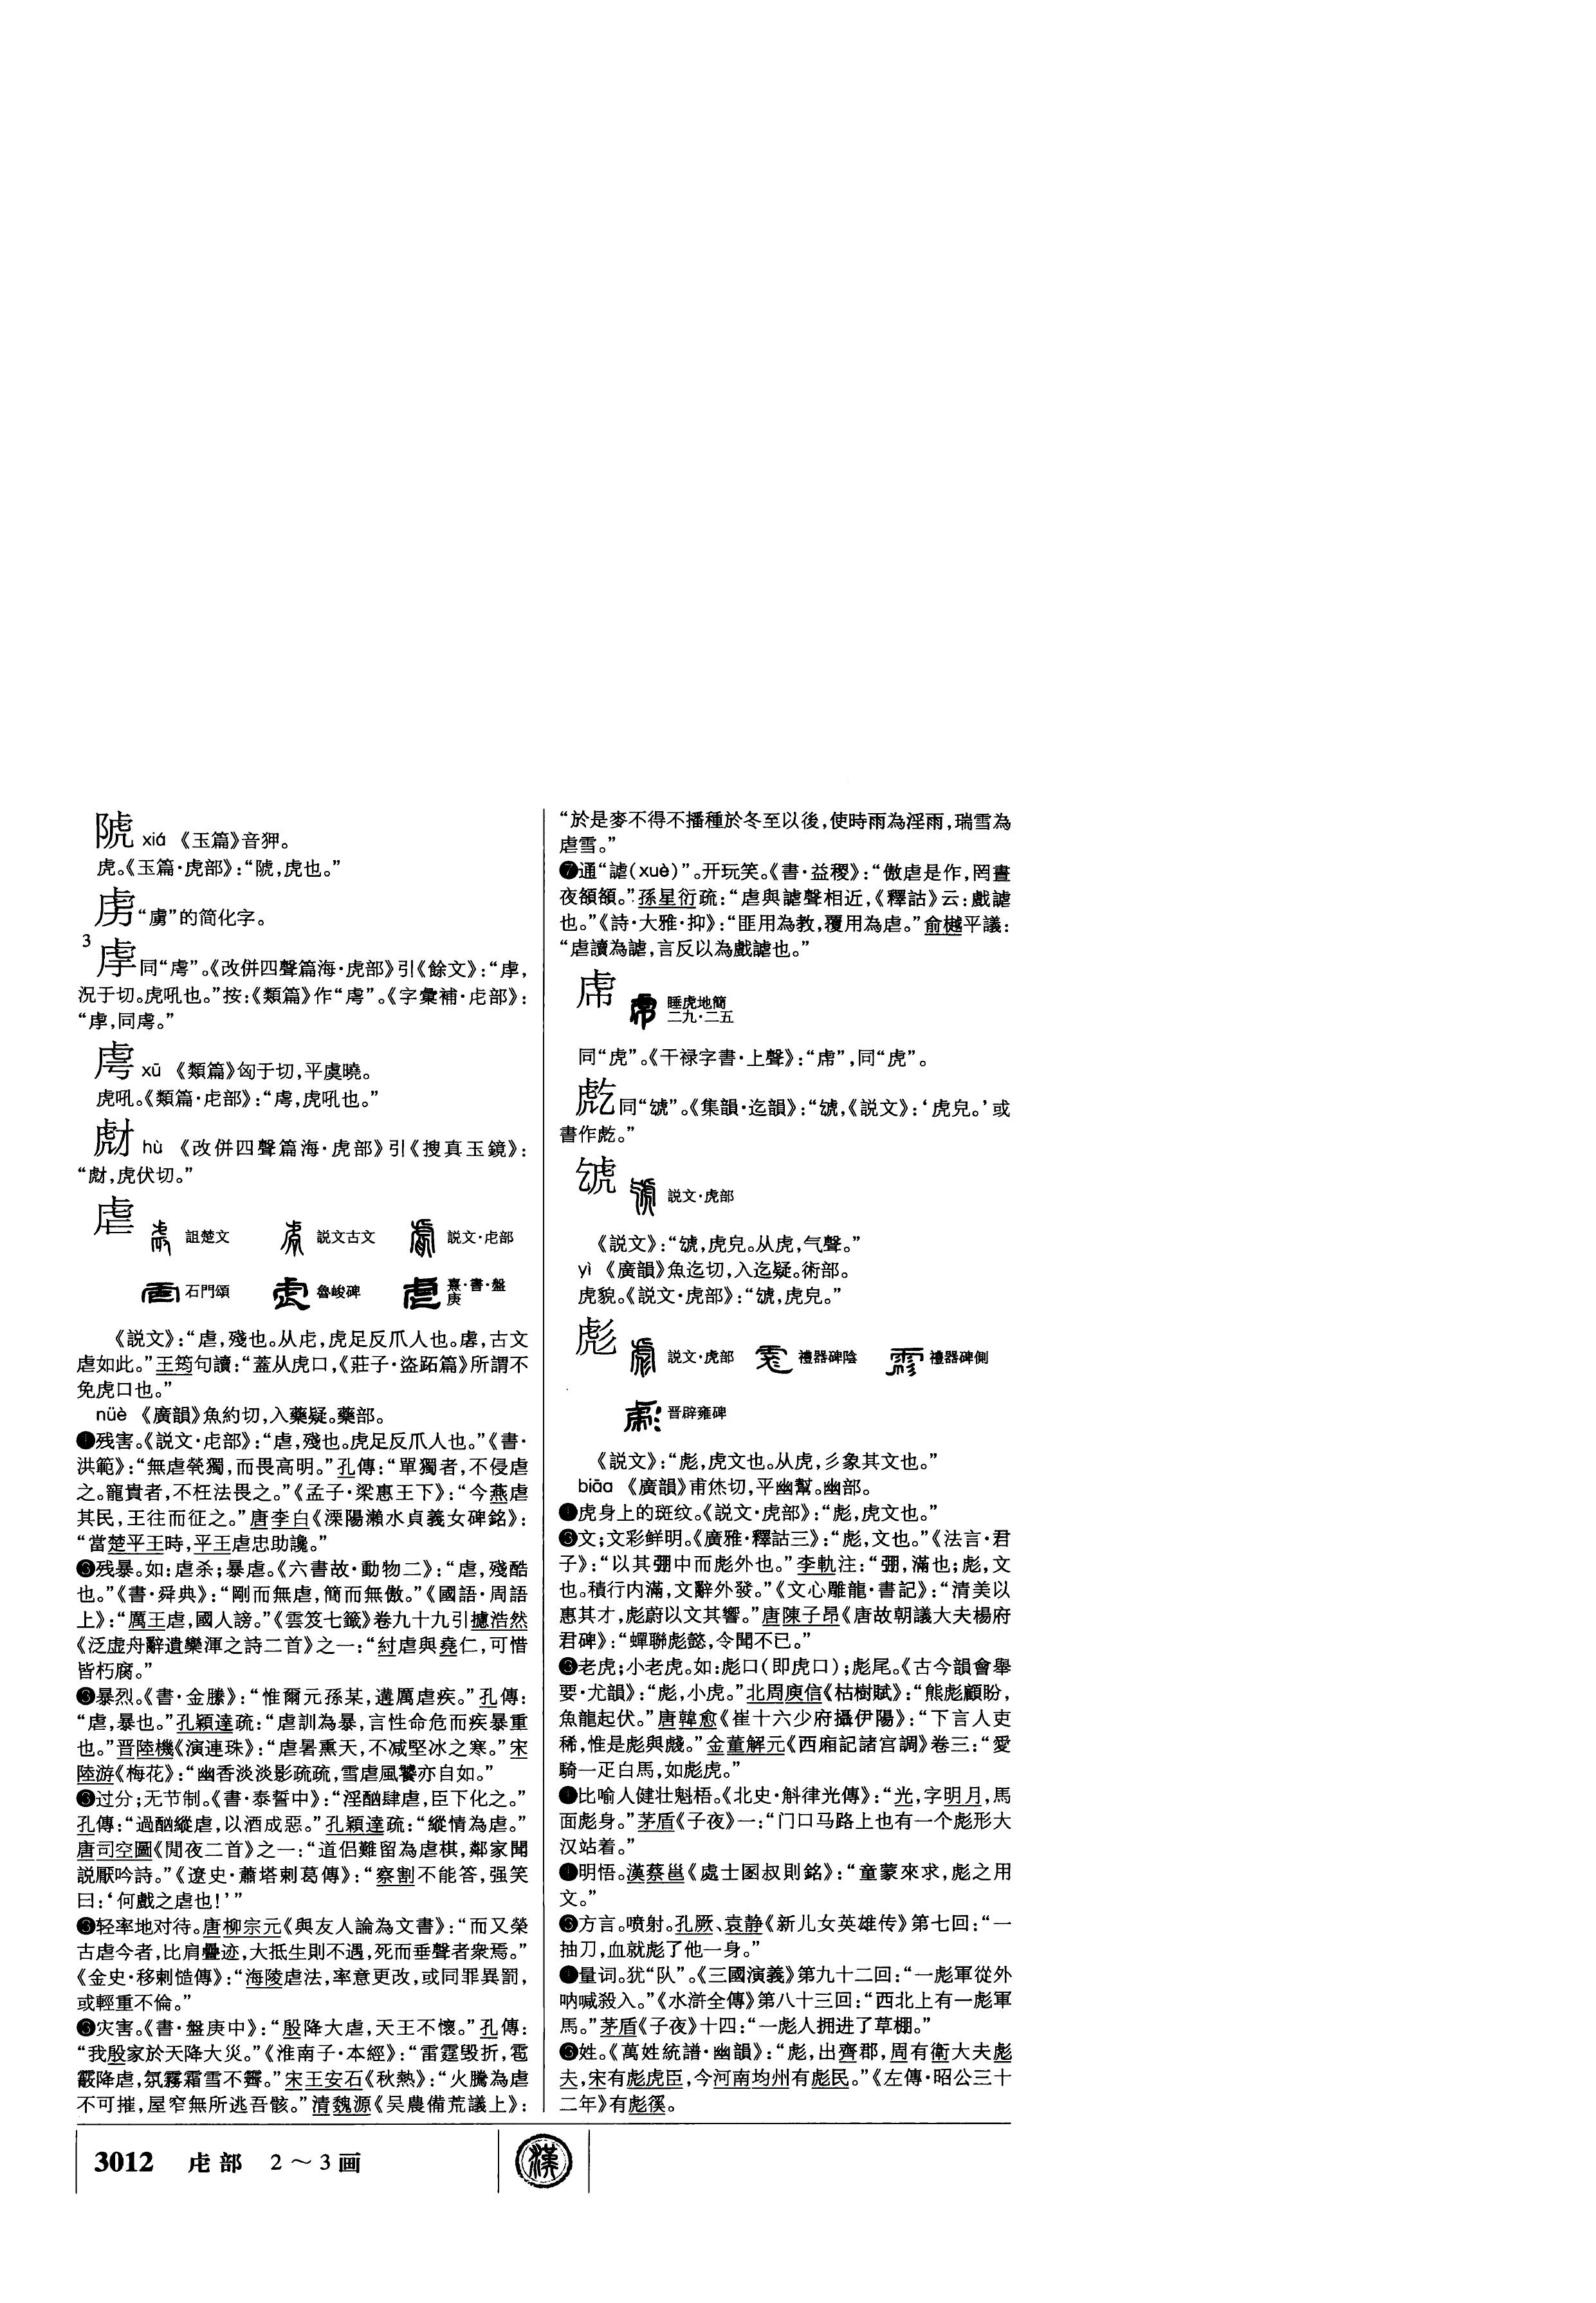 xiá 《玉篇》音狎。
虎。《玉篇·虎部》：“䧍，虎也。”
虏“虜”的简化字。
3
虖同“虗”。《改併四聲篇海·虎部》引《餘文》：“
況于切。虎吼也。”按：《類篇》作“ ”。《字彙補·虍部》：
xū 《類篇》匈于切，平虞曉。
虎吼。《類篇·虍部》：“ ，虎吼也。”
hù 《改併四聲篇海·虎部》引《搜真玉鏡》：
“ ，虎伏切。”
虐 詛楚文 説文古文 説文·虍部
石門頌 魯峻碑 熹·書·盤庚
《説文》：“虐，殘也。从虍，虎足反爪人也。 ，古文
虐如此。”王筠句讀：“蓋从虎口，《莊子·盜跖篇》所謂不
免虎口也。”
nüè 《廣韻》魚約切，入藥疑。藥部。
❶残害。《説文·虍部》：“虐，殘也。虎足反爪人也。”《書·
洪範》：“無虐煢獨，而畏高明。”孔傳：“單獨者，不侵虐
之。寵貴者，不枉法畏之。”《孟子·梁惠王下》：“今燕虐
其民，王往而征之。”唐李白《溧陽瀨水貞義女碑銘》：
“當楚平王時，平王虐忠助讒。”
残暴。如：虐杀；暴虐。《六書故·動物二》：“虐，殘酷
也。”《書·舜典》：“剛而無虐，簡而無傲。”《國語·周語
上》：“厲王虐，國人謗。”《雲笈七籤》卷九十九引 浩然
《泛虚舟辭遺欒渾之詩二首》之一：“紂虐與堯仁，可惜
皆朽腐。”
暴烈。《書·金縢》：“惟爾元孫某，遘厲虐疾。”孔傳：
“虐，暴也。”孔穎達疏：“虐訓為暴，言性命危而疾暴重
也。”晋陸機《演連珠》：“虐暑熏天，不减堅冰之寒。”宋
陸游《梅花》：“幽香淡淡影疏疏，雪虐風饕亦自如。”
过分；无节制。《書·泰誓中》：“淫酗肆虐，臣下化之。”
孔傳：“過酗縱虐，以酒成惡。”孔穎達疏：“縱情為虐。”
唐司空圖《閒夜二首》之一：“道侣難留為虐棋，鄰家聞
説厭吟詩。”《遼史·蕭塔剌葛傳》：“察割不能答，强笑
曰：‘何戲之虐也！’”
轻率地对待。唐柳宗元《與友人論為文書》：“而又榮
古虐今者，比肩疊迹，大抵生則不遇，死而垂聲者衆焉。”
《金史·移剌慥傳》：“海陵虐法，率意更改，或同罪異罰，
或輕重不倫。”
灾害。《書·盤庚中》：“殷降大虐，天王不懷。”孔傳：
“我殷家於天降大災。”《淮南子·本經》：“雷霆毁折，雹
霰降虐，氛霧霜雪不霽。”宋王安石《秋熱》：“火騰為虐
不可摧，屋窄無所逃吾骸。”清魏源《吴農備荒議上》：
“於是麥不得不播種於冬至以後，使時雨為淫雨，瑞雪為
虐雪。”
❼通“謔（xuè）”。开玩笑。《書·益稷》：“傲虐是作，罔晝
夜頟頟。”孫星衍疏：“虐與謔聲相近，《釋詁》云：戲謔
也。”《詩·大雅·抑》：“匪用為教，覆用為虐。”俞樾平議：
“虐讀為謔，言反以為戲謔也。”
睡虎地簡
二九·二五
同“虎”。《干禄字書·上聲》：“ ”，同“虎”。
同“ ”。《集韻·迄韻》：“ ，《説文》：‘虎皃。’或
書作 。”
説文·虎部
《説文》：“ ，虎皃。从虎，气聲。”
yì 《廣韻》魚迄切，入迄疑。術部。
虎貌。《説文·虎部》：“ ，虎皃。”
彪 説文·虎部 禮器碑陰 禮器碑側
晋辟雍碑
《説文》：“彪，虎文也。从虎，彡象其文也。”
biāo 《廣韻》甫烋切，平幽幫。幽部。
❶虎身上的斑纹。《説文·虎部》：“彪，虎文也。”
文；文彩鲜明。《廣雅·釋詁三》：“彪，文也。”《法言·君
子》：“以其弸中而彪外也。”李軌注：“弸，滿也；彪，文
也。積行内滿，文辭外發。”《文心雕龍·書記》：“清美以
惠其才，彪蔚以文其響。”唐陳子昂《唐故朝議大夫楊府
君碑》：“蟬聯彪懿，令聞不已。”
老虎；小老虎。如：彪口（即虎口）；彪尾。《古今韻會舉
要·尤韻》：“彪，小虎。”北周庾信《枯樹賦》：“熊彪顧盼，
魚龍起伏。”唐韓愈《崔十六少府攝伊陽》：“下言人吏
稀，惟是彪與虥。”金董解元《西廂記諸宫調》卷三：“愛
騎一疋白馬，如彪虎。”
比喻人健壮魁梧。《北史·斛律光傳》：“光，字明月，馬
面彪身。”茅盾《子夜》一：“门口马路上也有一个彪形大
汉站着。”
明悟。漢蔡邕《處士圂叔則銘》：“童蒙來求，彪之用
文。”
方言。喷射。孔厥、袁静《新儿女英雄传》第七回：“一
抽刀，血就彪了他一身。”
量词。犹“队”。《三國演義》第九十二回：“一彪軍從外
呐喊殺入。”《水滸全傳》第八十三回：“西北上有一彪軍
馬。”茅盾《子夜》十四：“一彪人拥进了草棚。”
姓。《萬姓統譜·幽韻》：“彪，出齊郡，周有衛大夫彪
夫，宋有彪虎臣，今河南均州有彪民。”《左傳·昭公三十
二年》有彪徯。
3012 虍部 2～3画
漢